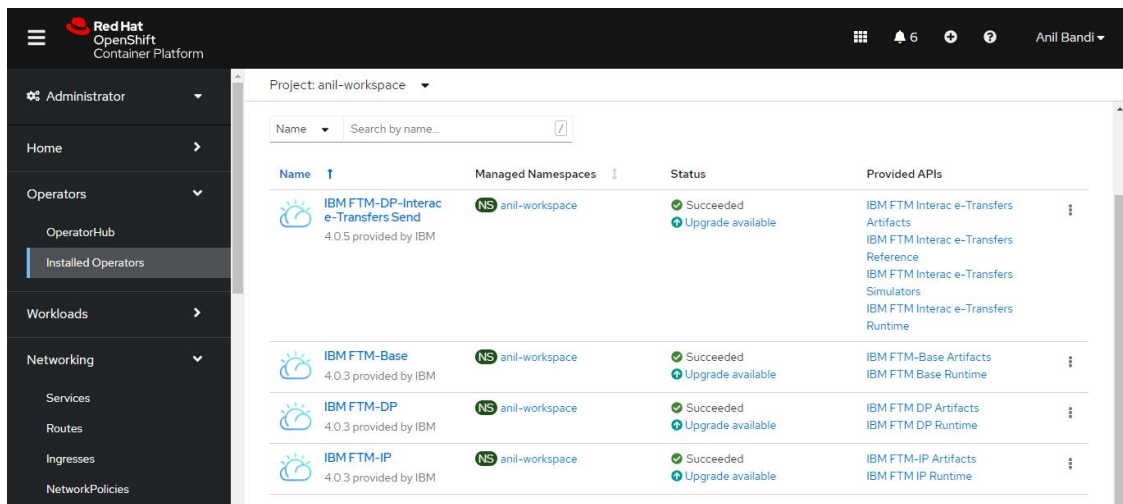 Red Hat
OpenShift
Container Platform
6
Anil Bandi
Administrator
Home
Operators
OperatorHub
Installed Operators
Workloads
Networking
Services
Routes
Ingresses
NetworkPolicies
Project: anil-workspace
Name
Search by name...
/
Name
Managed Namespaces
Status
Provided APIs
IBM FTM-DP-Interac
e-Transfers Send
4.0.5 provided by IBM
NS anil-workspace
Succeeded
Upgrade available
IBM FTM Interac e-Transfers
Artifacts
IBM FTM Interac e-Transfers
Reference
IBM FTM Interac e-Transfers
Simulators
IBM FTM Interac e-Transfers
Runtime
IBM FTM-Base
4.0.3 provided by IBM
NS anil-workspace
Succeeded
Upgrade available
IBM FTM-Base Artifacts
IBM FTM Base Runtime
IBM FTM-DP
4.0.3 provided by IBM
NS anil-workspace
Succeeded
Upgrade available
IBM FTM DP Artifacts
IBM FTM DP Runtime
IBM FTM-IP
4.0.3 provided by IBM
NS anil-workspace
Succeeded
Upgrade available
IBM FTM-IP Artifacts
IBM FTM IP Runtime